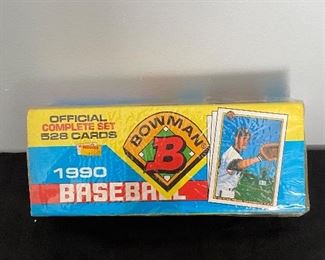 OFFICIAL
COMPLETE SET
528 CARDS
BOWMAN
B
1990
BASEBALL